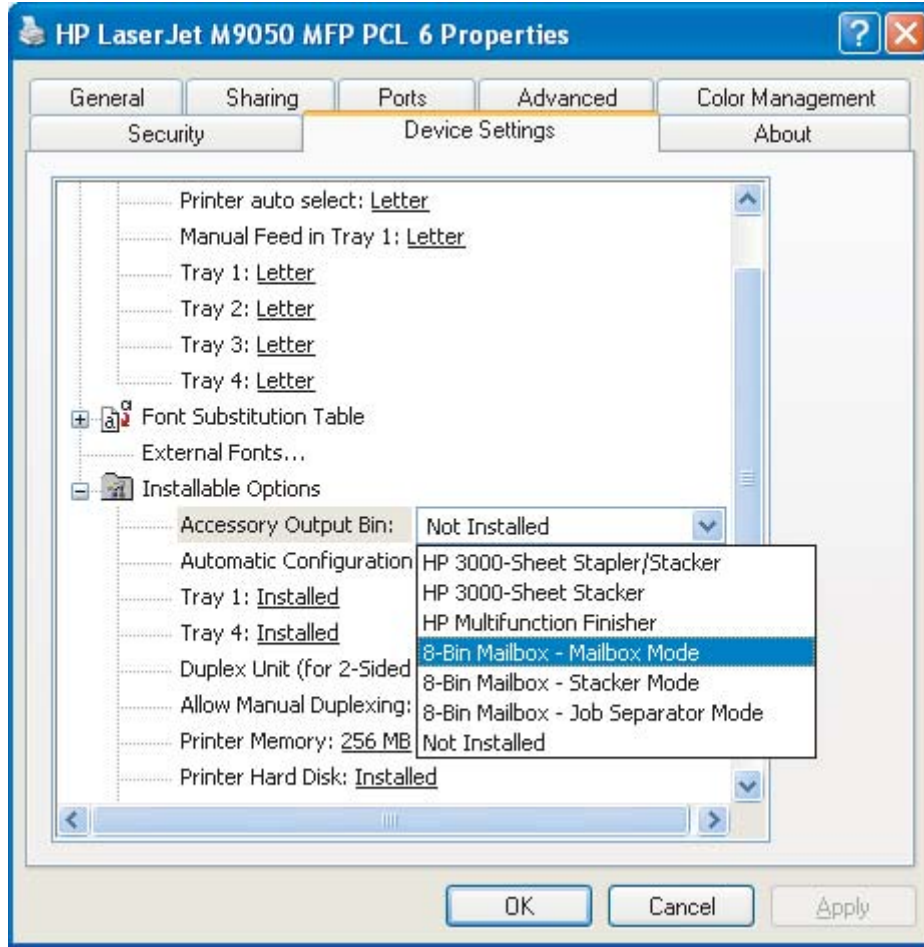 HP LaserJet M9050 MFP PCL 6 Properties
General Sharing Ports Advanced Color Management
Security Device Settings About
Printer auto select: Letter
Manual Feed in Tray 1: Letter
Tray 1: Letter
Tray 2: Letter
Tray 3: Letter
Tray 4: Letter
Font Substitution Table
External Fonts...
Installable Options
Accessory Output Bin: Not Installed
Automatic Configuration HP 3000-Sheet Stapler/Stacker
Tray 1: Installed HP 3000-Sheet Stacker
HP Multifunction Finisher
Tray 4: Installed
8-Bin Mailbox - Mailbox Mode
Duplex Unit (for 2-Sided 8-Bin Mailbox - Stacker Mode
Allow Manual Duplexing: 8-Bin Mailbox - Job Separator Mode
Printer Memory: 256 MB Not Installed
Printer Hard Disk: Installed
OK Cancel Apply